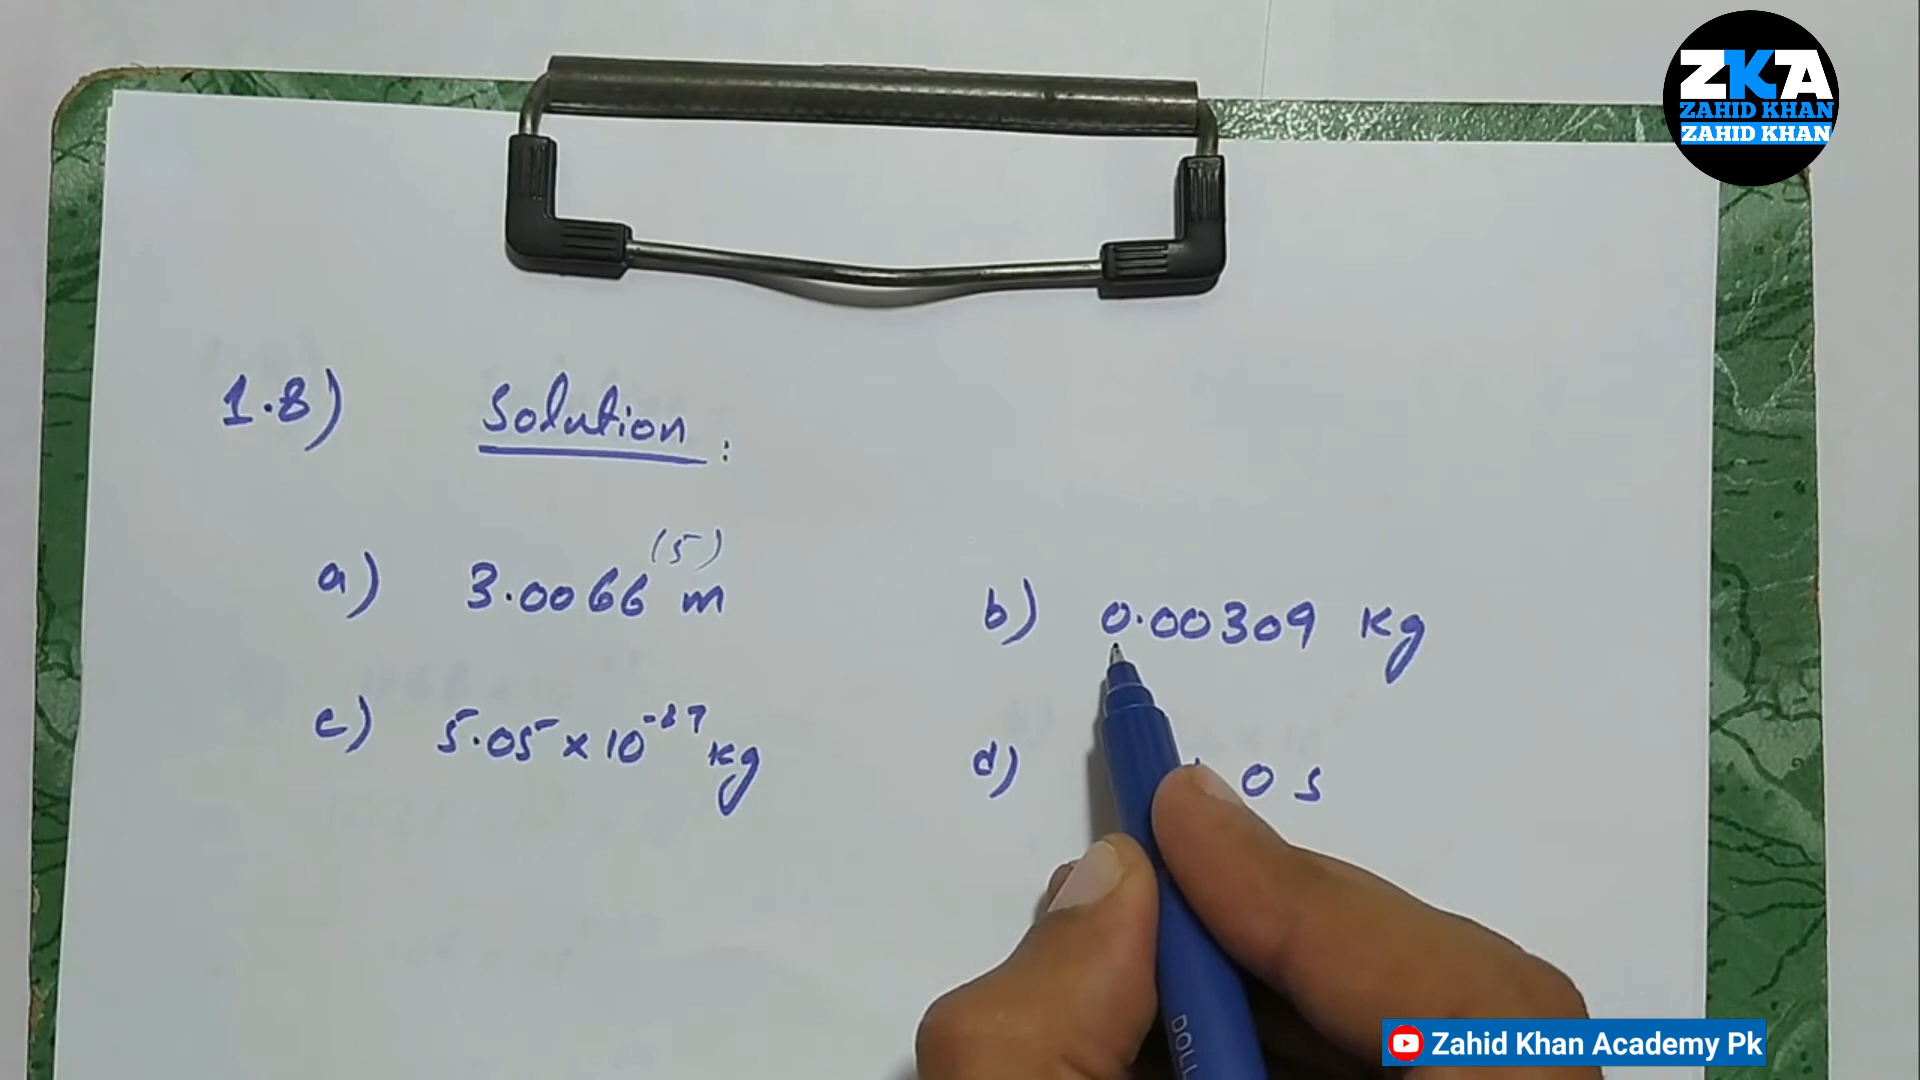 ZKA
ZAHID KHAN
ZAHID KHAN
1.8) Solution:
(5)
a) 3.0066 m
b) 0.00309 kg
c) 5.05 × 10⁻²⁷ kg
d) 0 s
DOLL
Zahid Khan Academy Pk